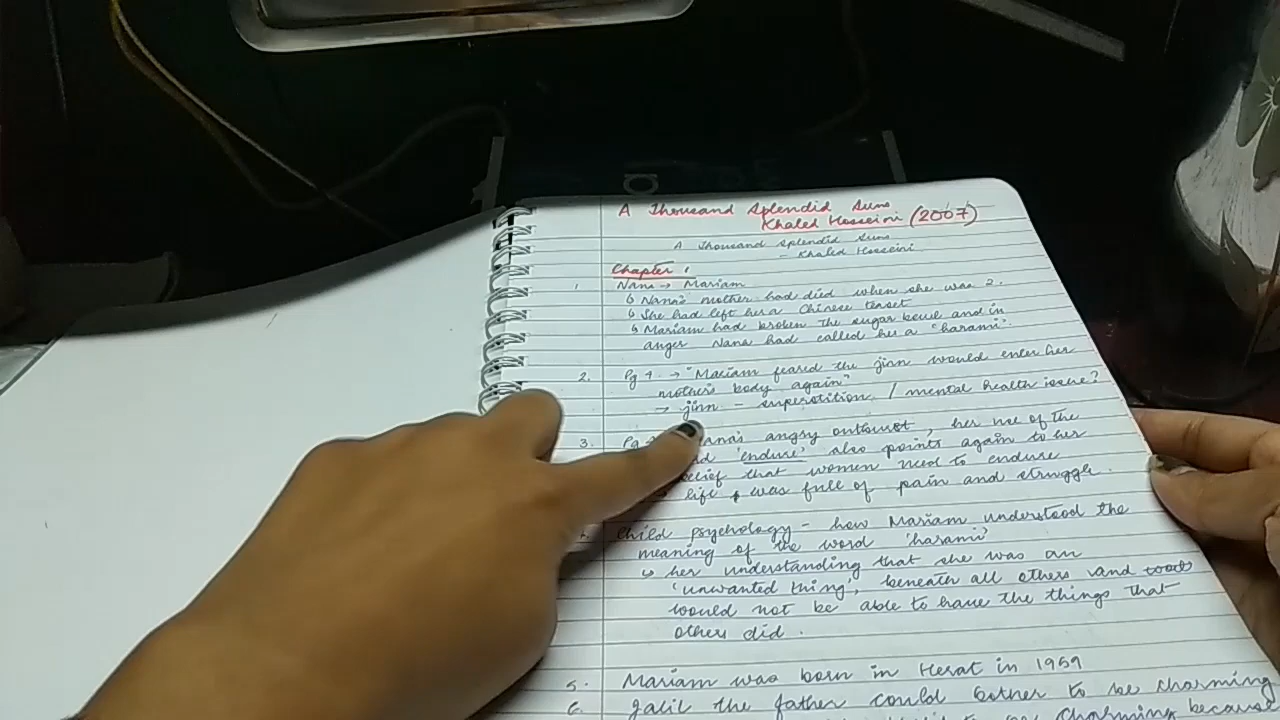 A Thousand Splendid Suns
Khaled Hosseini (2007)
A Thousand Splendid Suns
- Khaled Hosseini
Chapter 1
1. Nana → Mariam
↳ Nana's mother had died when she was 2.
↳ She had left her a Chinese teaset
↳ Mariam had broken the sugar bowl and in
anger Nana had called her a 'harami'.
2. Pg 4. → "Mariam feared the jinn would enter her
mother's body again"
→ jinn - superstition / mental health issue?
3. angry outburst, her use of the
'endure' also points again to her
belief that women need to endure
life was full of pain and struggle.
Child psychology - how Mariam understood the
meaning of the word 'harami'
↳ her understanding that she was an
'unwanted thing', beneath all others and
would not be able to have the things that
others did.
5. Mariam was born in Herat in 1959
6. Jalil the father could bother to be charming
charming because